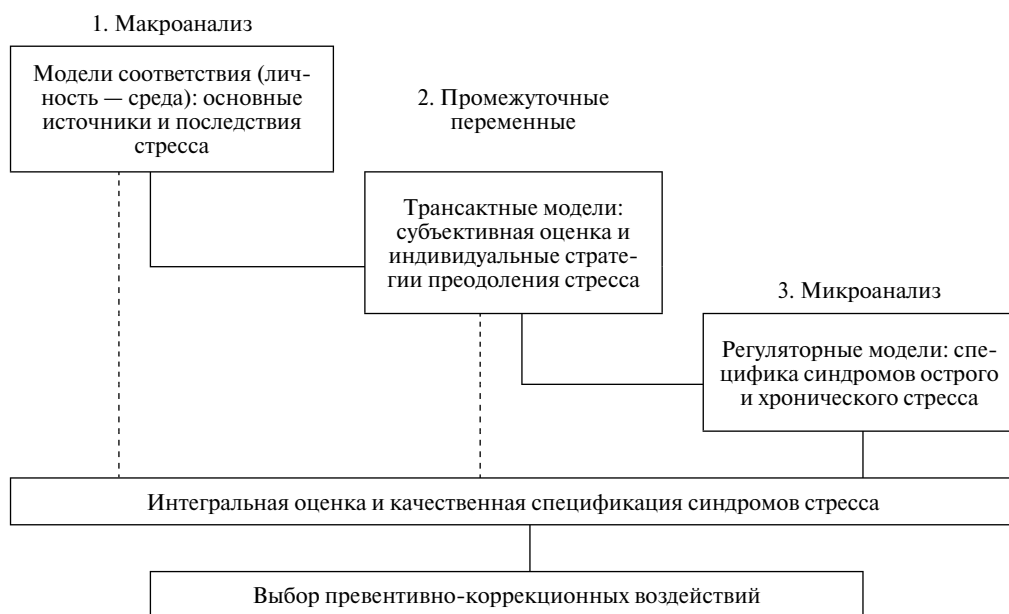 1. Макроанализ
Модели соответствия (лич-
ность — среда): основные
источники и последствия
стресса
2. Промежуточные
переменные
Трансактные модели:
субъективная оценка и
индивидуальные страте-
гии преодоления стресса
3. Микроанализ
Регуляторные модели: спе-
цифика синдромов острого
и хронического стресса
Интегральная оценка и качественная спецификация синдромов стресса
Выбор превентивно-коррекционных воздействий